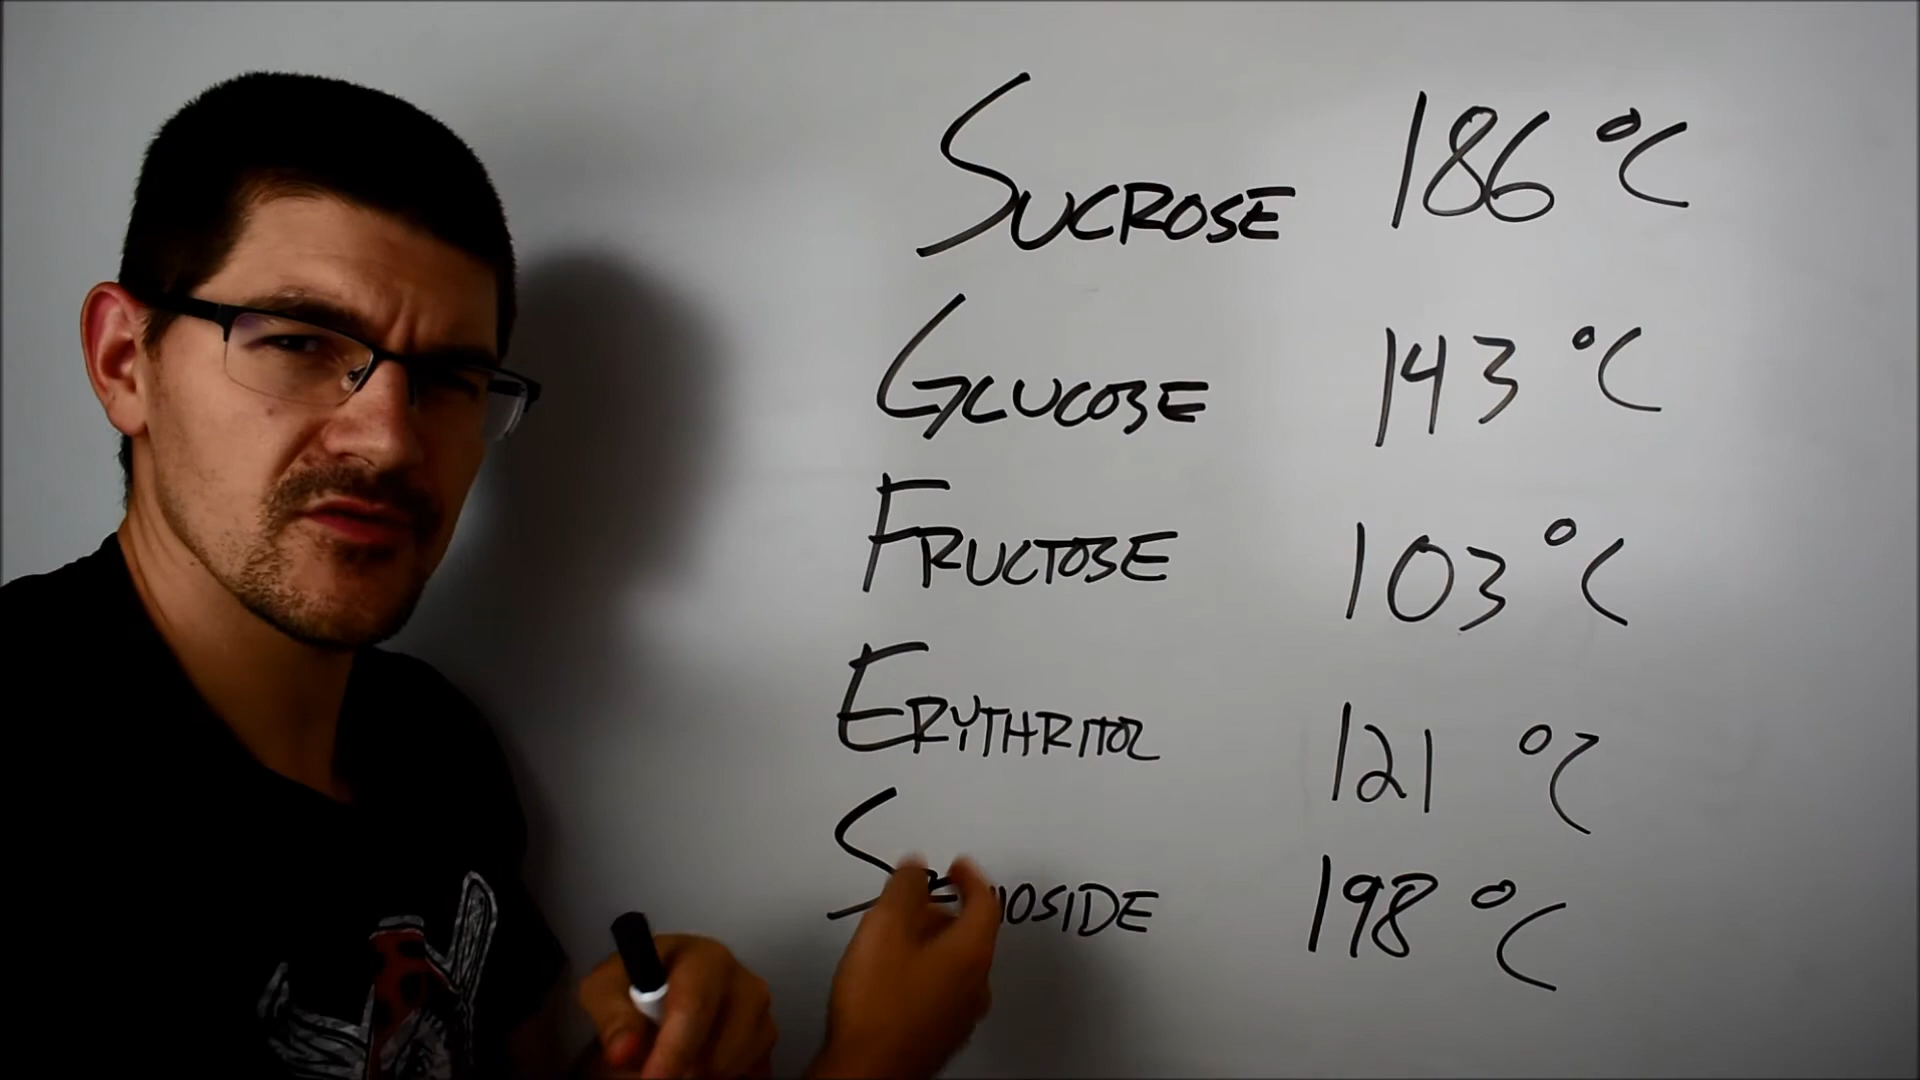 SUCROSE 186 °C
GLUCOSE 143 °C
FRUCTOSE 103 °C
ERYTHRITOL 121 °C
198 °C